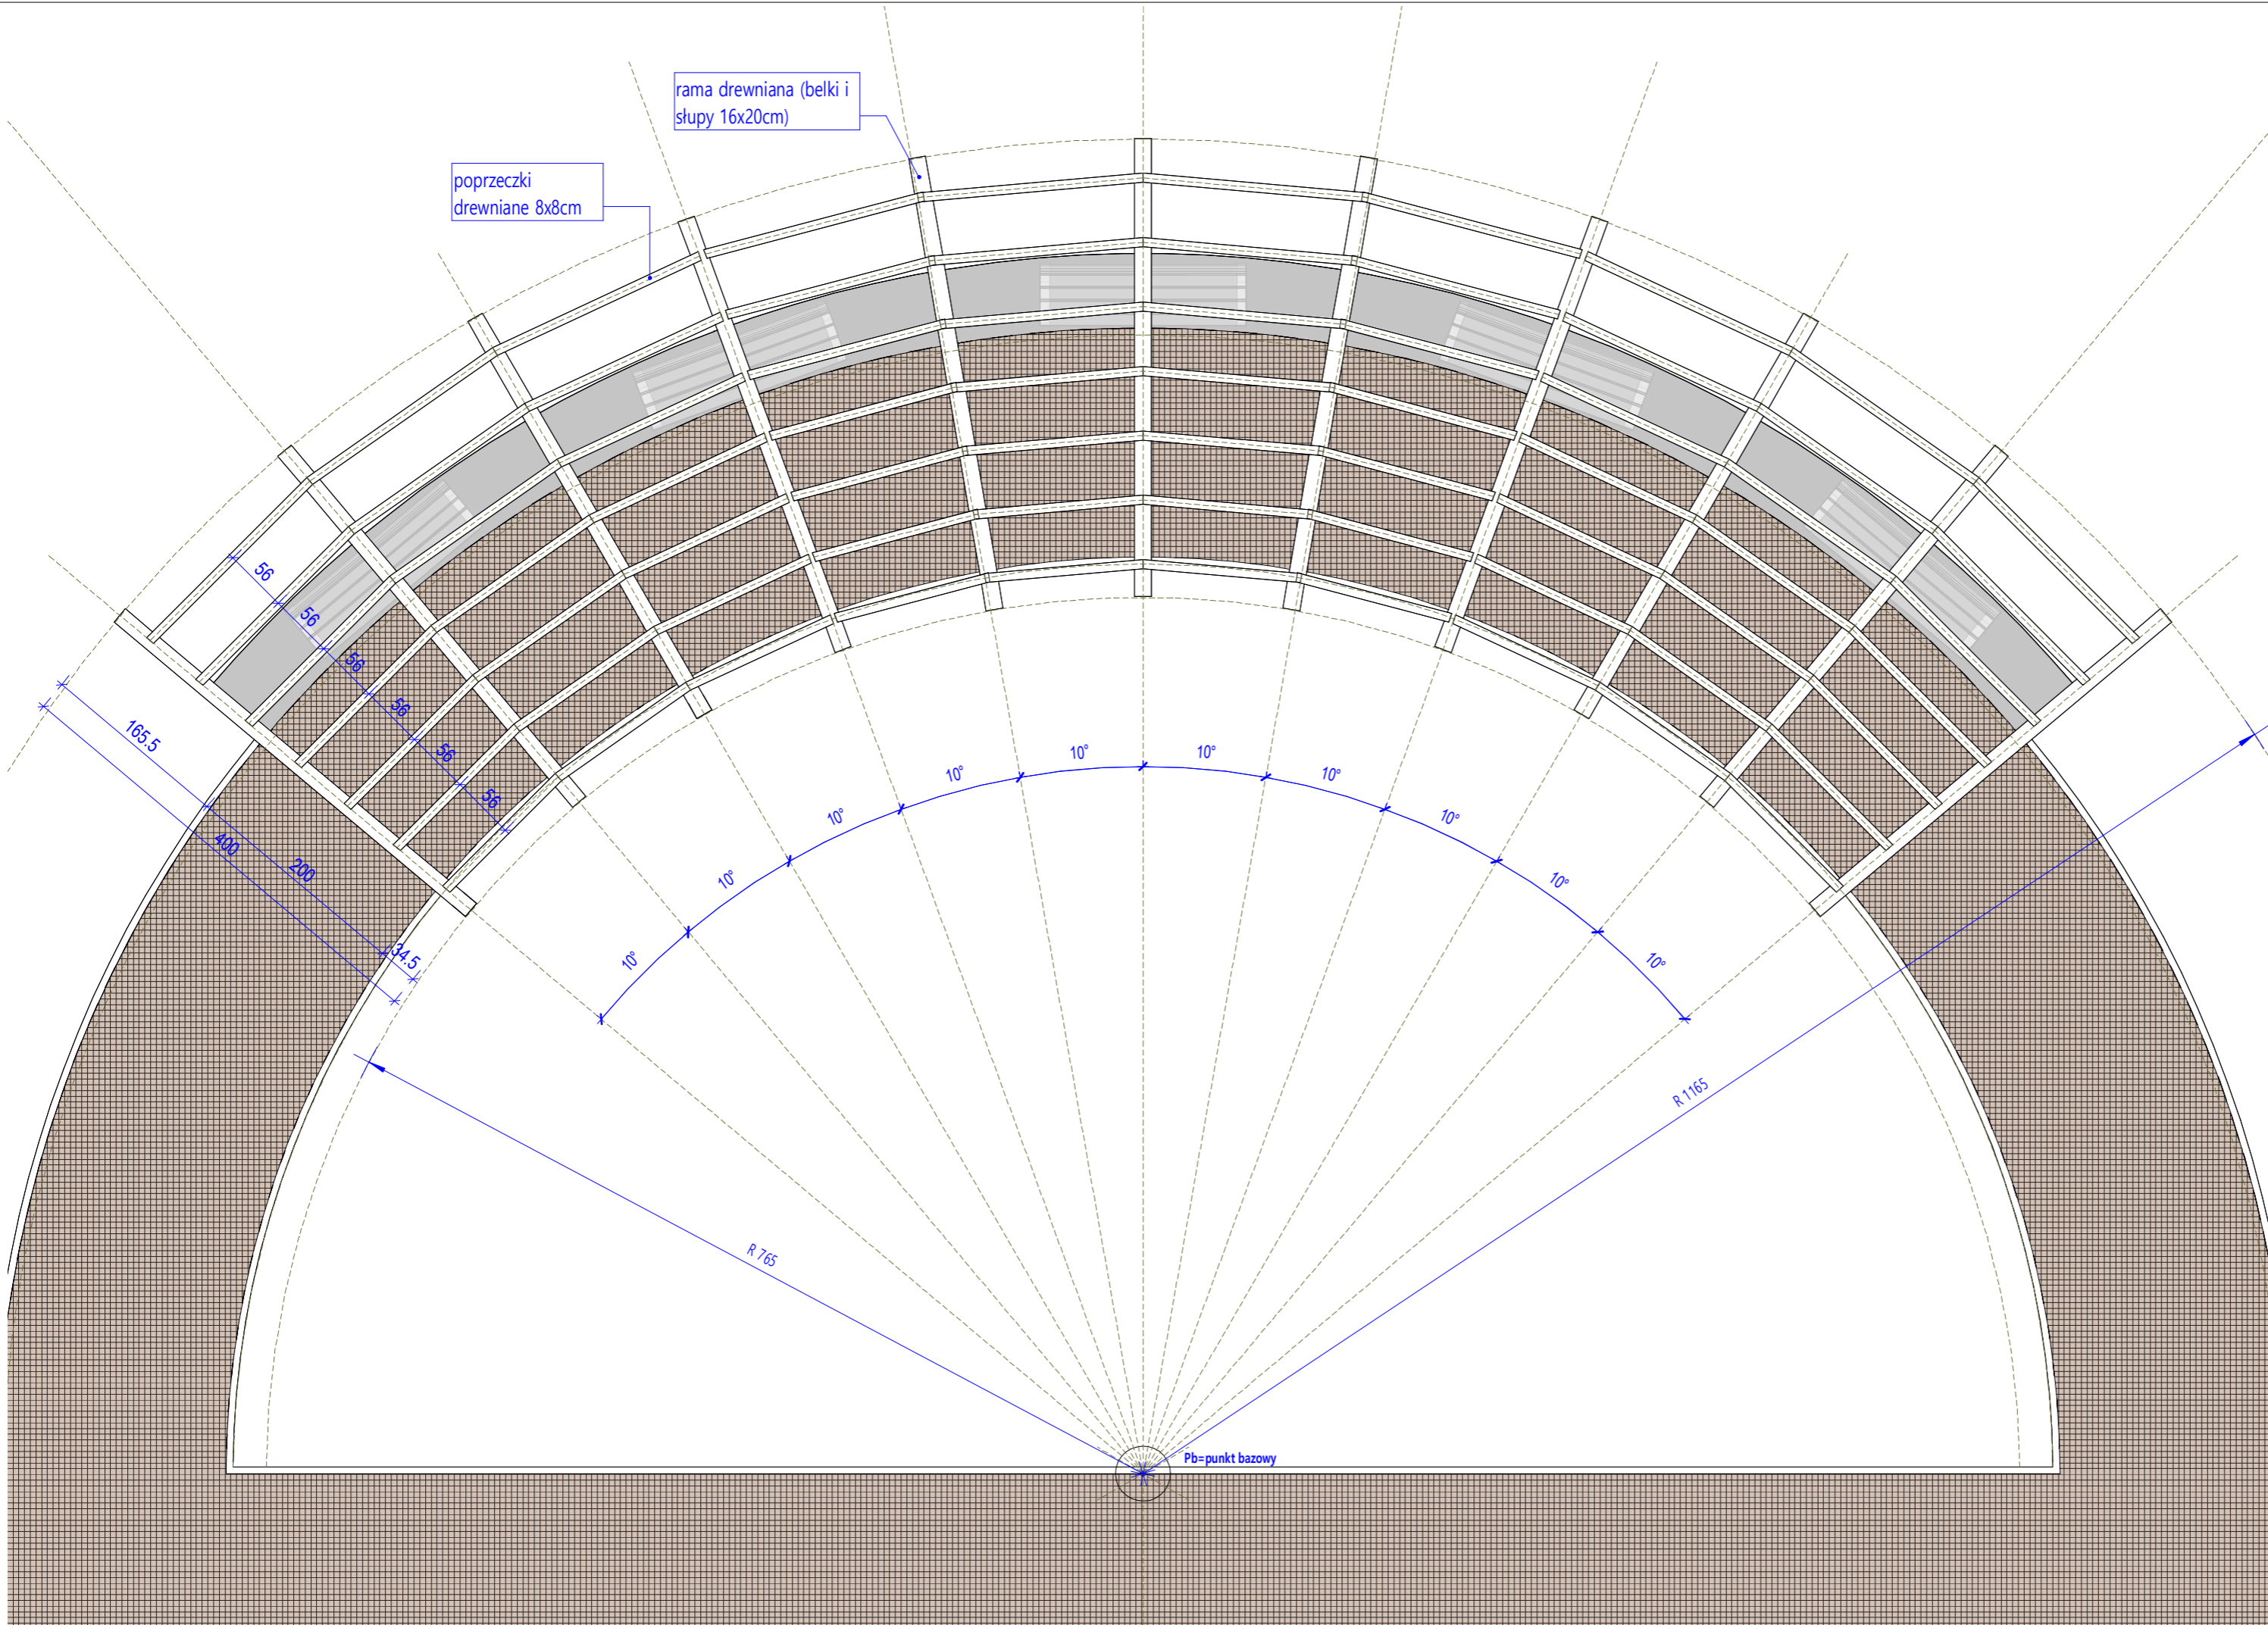 rama drewniana (belki i
słupy 16x20cm)
poprzeczki
drewniane 8x8cm
56
56
56
56
56
56
165.5
400
200
34.5
10°
10°
10°
10°
10°
10°
10°
10°
10°
10°
R 1165
R 765
Pb=punkt bazowy